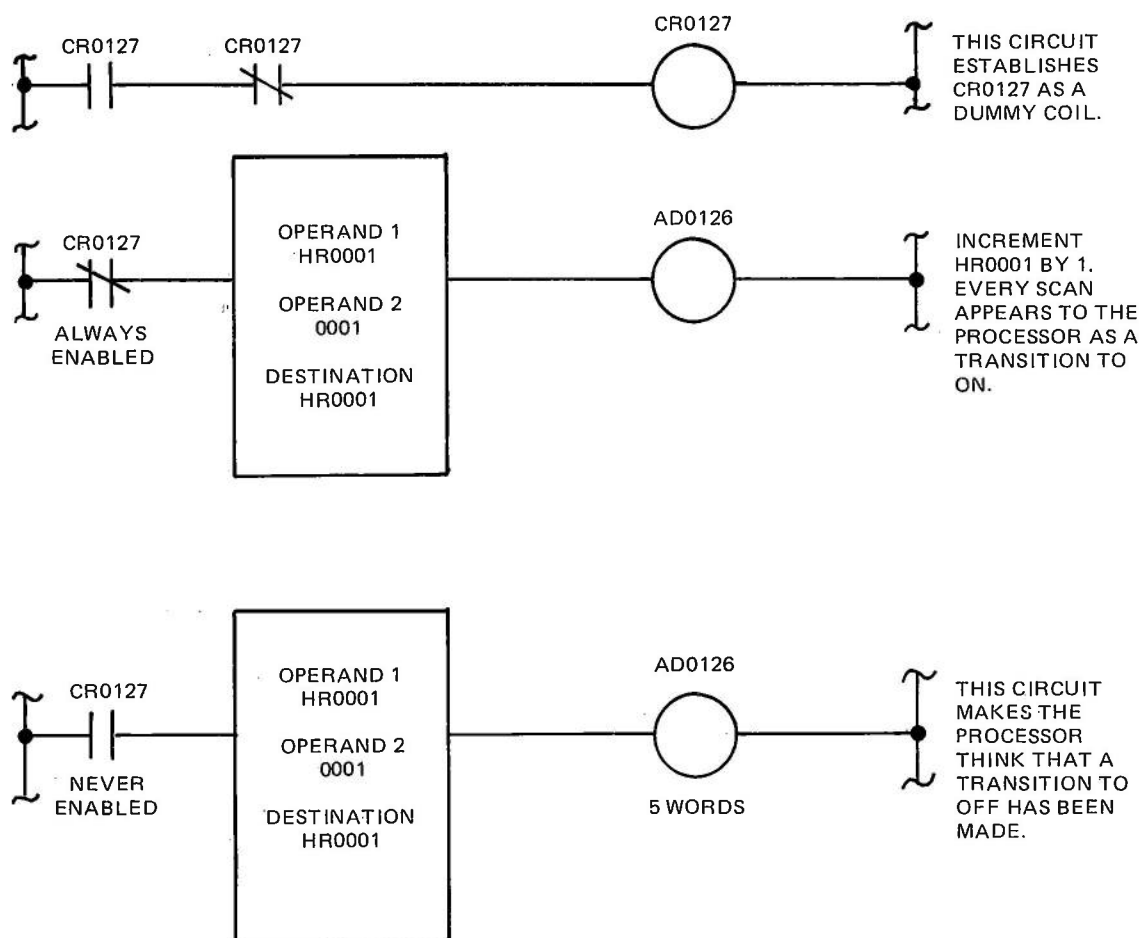 CR0127
CR0127
CR0127
THIS CIRCUIT
ESTABLISHES
CR0127 AS A
DUMMY COIL.
CR0127
ALWAYS
ENABLED
OPERAND 1
HR0001
OPERAND 2
0001
DESTINATION
HR0001
AD0126
INCREMENT
HR0001 BY 1.
EVERY SCAN
APPEARS TO THE
PROCESSOR AS A
TRANSITION TO
ON.
CR0127
NEVER
ENABLED
OPERAND 1
HR0001
OPERAND 2
0001
DESTINATION
HR0001
AD0126
5 WORDS
THIS CIRCUIT
MAKES THE
PROCESSOR
THINK THAT A
TRANSITION TO
OFF HAS BEEN
MADE.